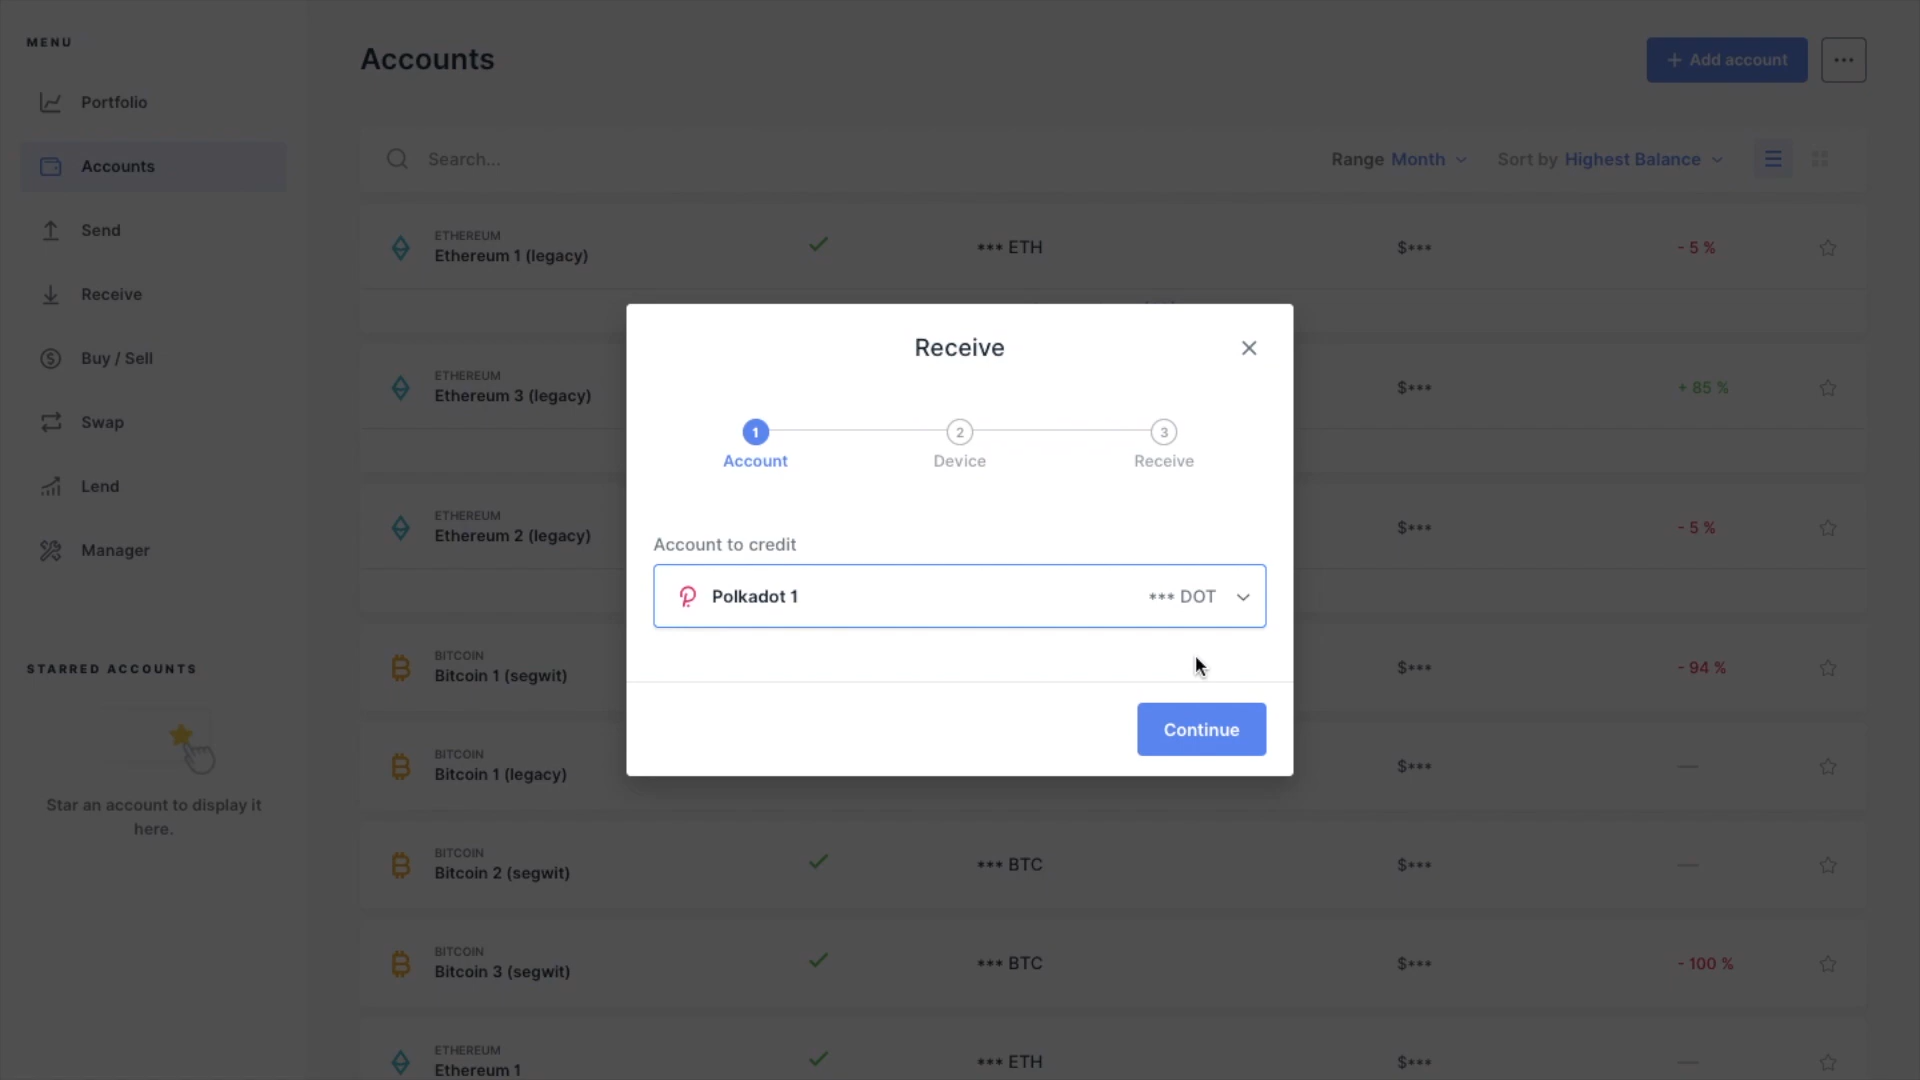 MENU
Portfolio
Accounts
Send
Receive
Buy / Sell
Swap
Lend
Manager
STARRED ACCOUNTS
Star an account to display it
here.
Accounts
+ Add account
Search...
Range Month
Sort by Highest Balance
ETHEREUM
Ethereum 1 (legacy)
*** ETH
$***
- 5 %
ETHEREUM
Ethereum 3 (legacy)
$***
+ 85 %
ETHEREUM
Ethereum 2 (legacy)
$***
- 5 %
BITCOIN
Bitcoin 1 (segwit)
$***
- 94 %
BITCOIN
Bitcoin 1 (legacy)
$***
—
BITCOIN
Bitcoin 2 (segwit)
*** BTC
$***
—
BITCOIN
Bitcoin 3 (segwit)
*** BTC
$***
- 100 %
ETHEREUM
Ethereum 1
*** ETH
$***
—
Receive
1
Account
2
Device
3
Receive
Account to credit
Polkadot 1
*** DOT
Continue